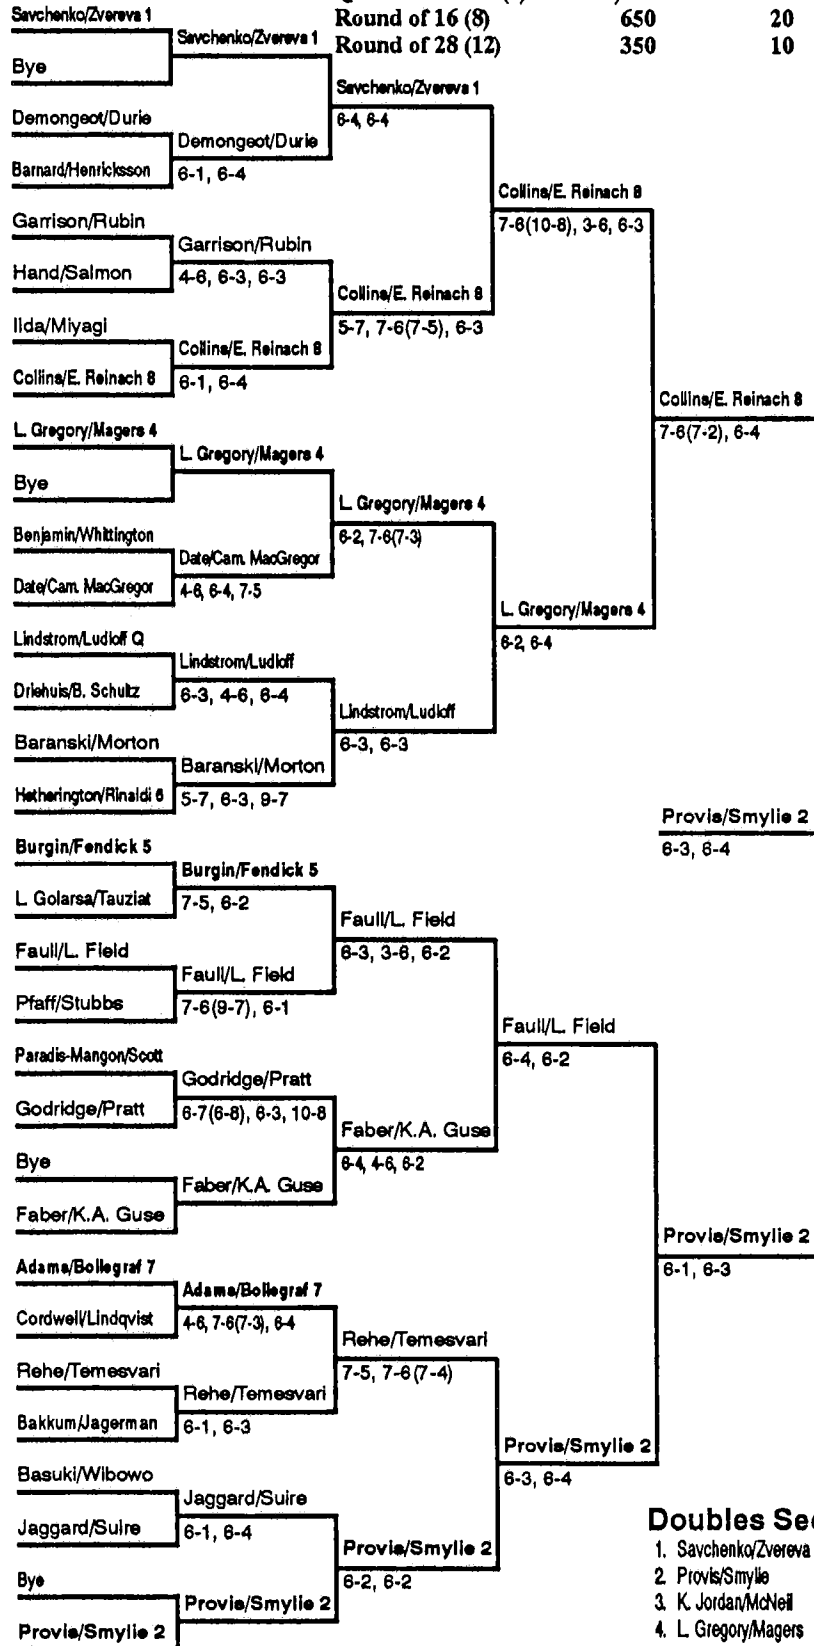 Round of 16 (8) 650 20
Round of 28 (12) 350 10
Savchenko/Zvereva 1
Bye
Demongeot/Durie
Barnard/Henricksson
Garrison/Rubin
Hand/Salmon
Iida/Miyagi
Collins/E. Reinach 8
L. Gregory/Magers 4
Bye
Benjamin/Whittington
Date/Cam. MacGregor
Lindstrom/Ludloff Q
Driehuis/B. Schultz
Baranski/Morton
Hetherington/Rinaldi 6
Burgin/Fendick 5
L. Golarsa/Tauziat
Faull/L. Field
Pfaff/Stubbs
Paradis-Mangon/Scott
Godridge/Pratt
Bye
Faber/K.A. Guse
Adams/Bollegraf 7
Cordwell/Lindqvist
Rehe/Temesvari
Bakkum/Jagerman
Basuki/Wibowo
Jaggard/Suire
Bye
Provis/Smylie 2
Savchenko/Zvereva 1
Demongeot/Durie
6-1, 6-4
Garrison/Rubin
4-6, 6-3, 6-3
Collins/E. Reinach 8
6-1, 6-4
L. Gregory/Magers 4
Date/Cam. MacGregor
4-6, 6-4, 7-5
Lindstrom/Ludloff
6-3, 4-6, 6-4
Baranski/Morton
5-7, 6-3, 9-7
Burgin/Fendick 5
7-5, 6-2
Faull/L. Field
7-6(9-7), 6-1
Godridge/Pratt
6-7(6-8), 6-3, 10-8
Faber/K.A. Guse
Adams/Bollegraf 7
4-6, 7-6(7-3), 6-4
Rehe/Temesvari
6-1, 6-3
Jaggard/Suire
6-1, 6-4
Provis/Smylie 2
Savchenko/Zvereva 1
6-4, 6-4
Collins/E. Reinach 8
5-7, 7-6(7-5), 6-3
L. Gregory/Magers 4
6-2, 7-6(7-3)
Lindstrom/Ludloff
6-3, 6-3
Faull/L. Field
6-3, 3-6, 6-2
Faber/K.A. Guse
6-4, 4-6, 6-2
Rehe/Temesvari
7-5, 7-6(7-4)
Provis/Smylie 2
6-2, 6-2
Collins/E. Reinach 8
7-6(10-8), 3-6, 6-3
L. Gregory/Magers 4
6-2, 6-4
Faull/L. Field
6-4, 6-2
Provis/Smylie 2
6-3, 6-4
Collins/E. Reinach 8
7-6(7-2), 6-4
Provis/Smylie 2
6-1, 6-3
Provis/Smylie 2
6-3, 6-4
Doubles See
1. Savchenko/Zvereva
2. Provis/Smylie
3. K. Jordan/McNeil
4. L. Gregory/Magers